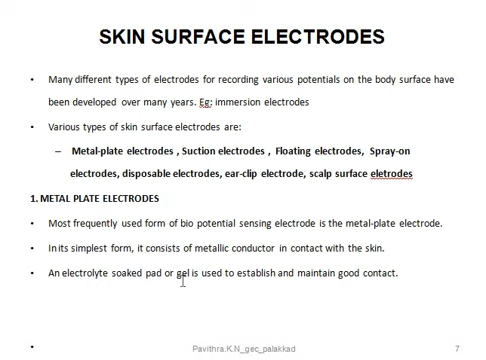 SKIN SURFACE ELECTRODES
• Many different types of electrodes for recording various potentials on the body surface have
been developed over many years. Eg: immersion electrodes
• Various types of skin surface electrodes are:
– Metal-plate electrodes , Suction electrodes , Floating electrodes, Spray-on
electrodes, disposable electrodes, ear-clip electrode, scalp surface eletrodes
1. METAL PLATE ELECTRODES
• Most frequently used form of bio potential sensing electrode is the metal-plate electrode.
• In its simplest form, it consists of metallic conductor in contact with the skin.
• An electrolyte soaked pad or gel is used to establish and maintain good contact.
•
Pavithra.K.N_gec_palakkad
7